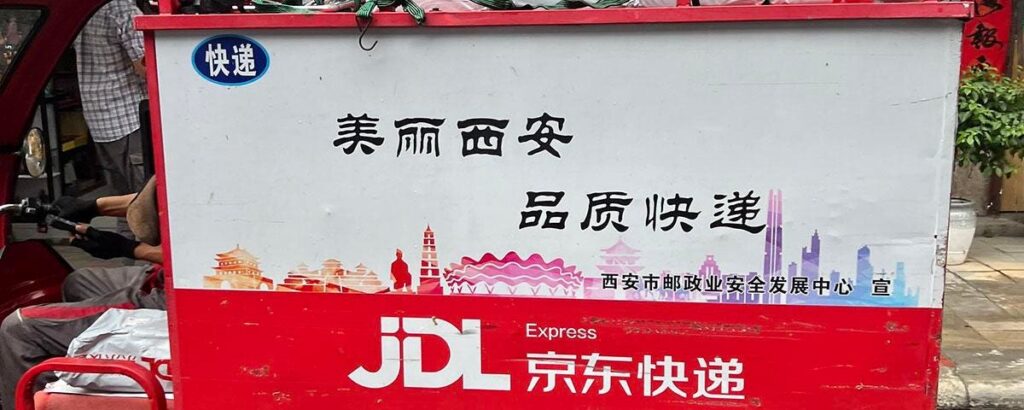 快递
美丽西安
品质快递
西安市邮政业安全发展中心 宣
JDL Express
京东快递